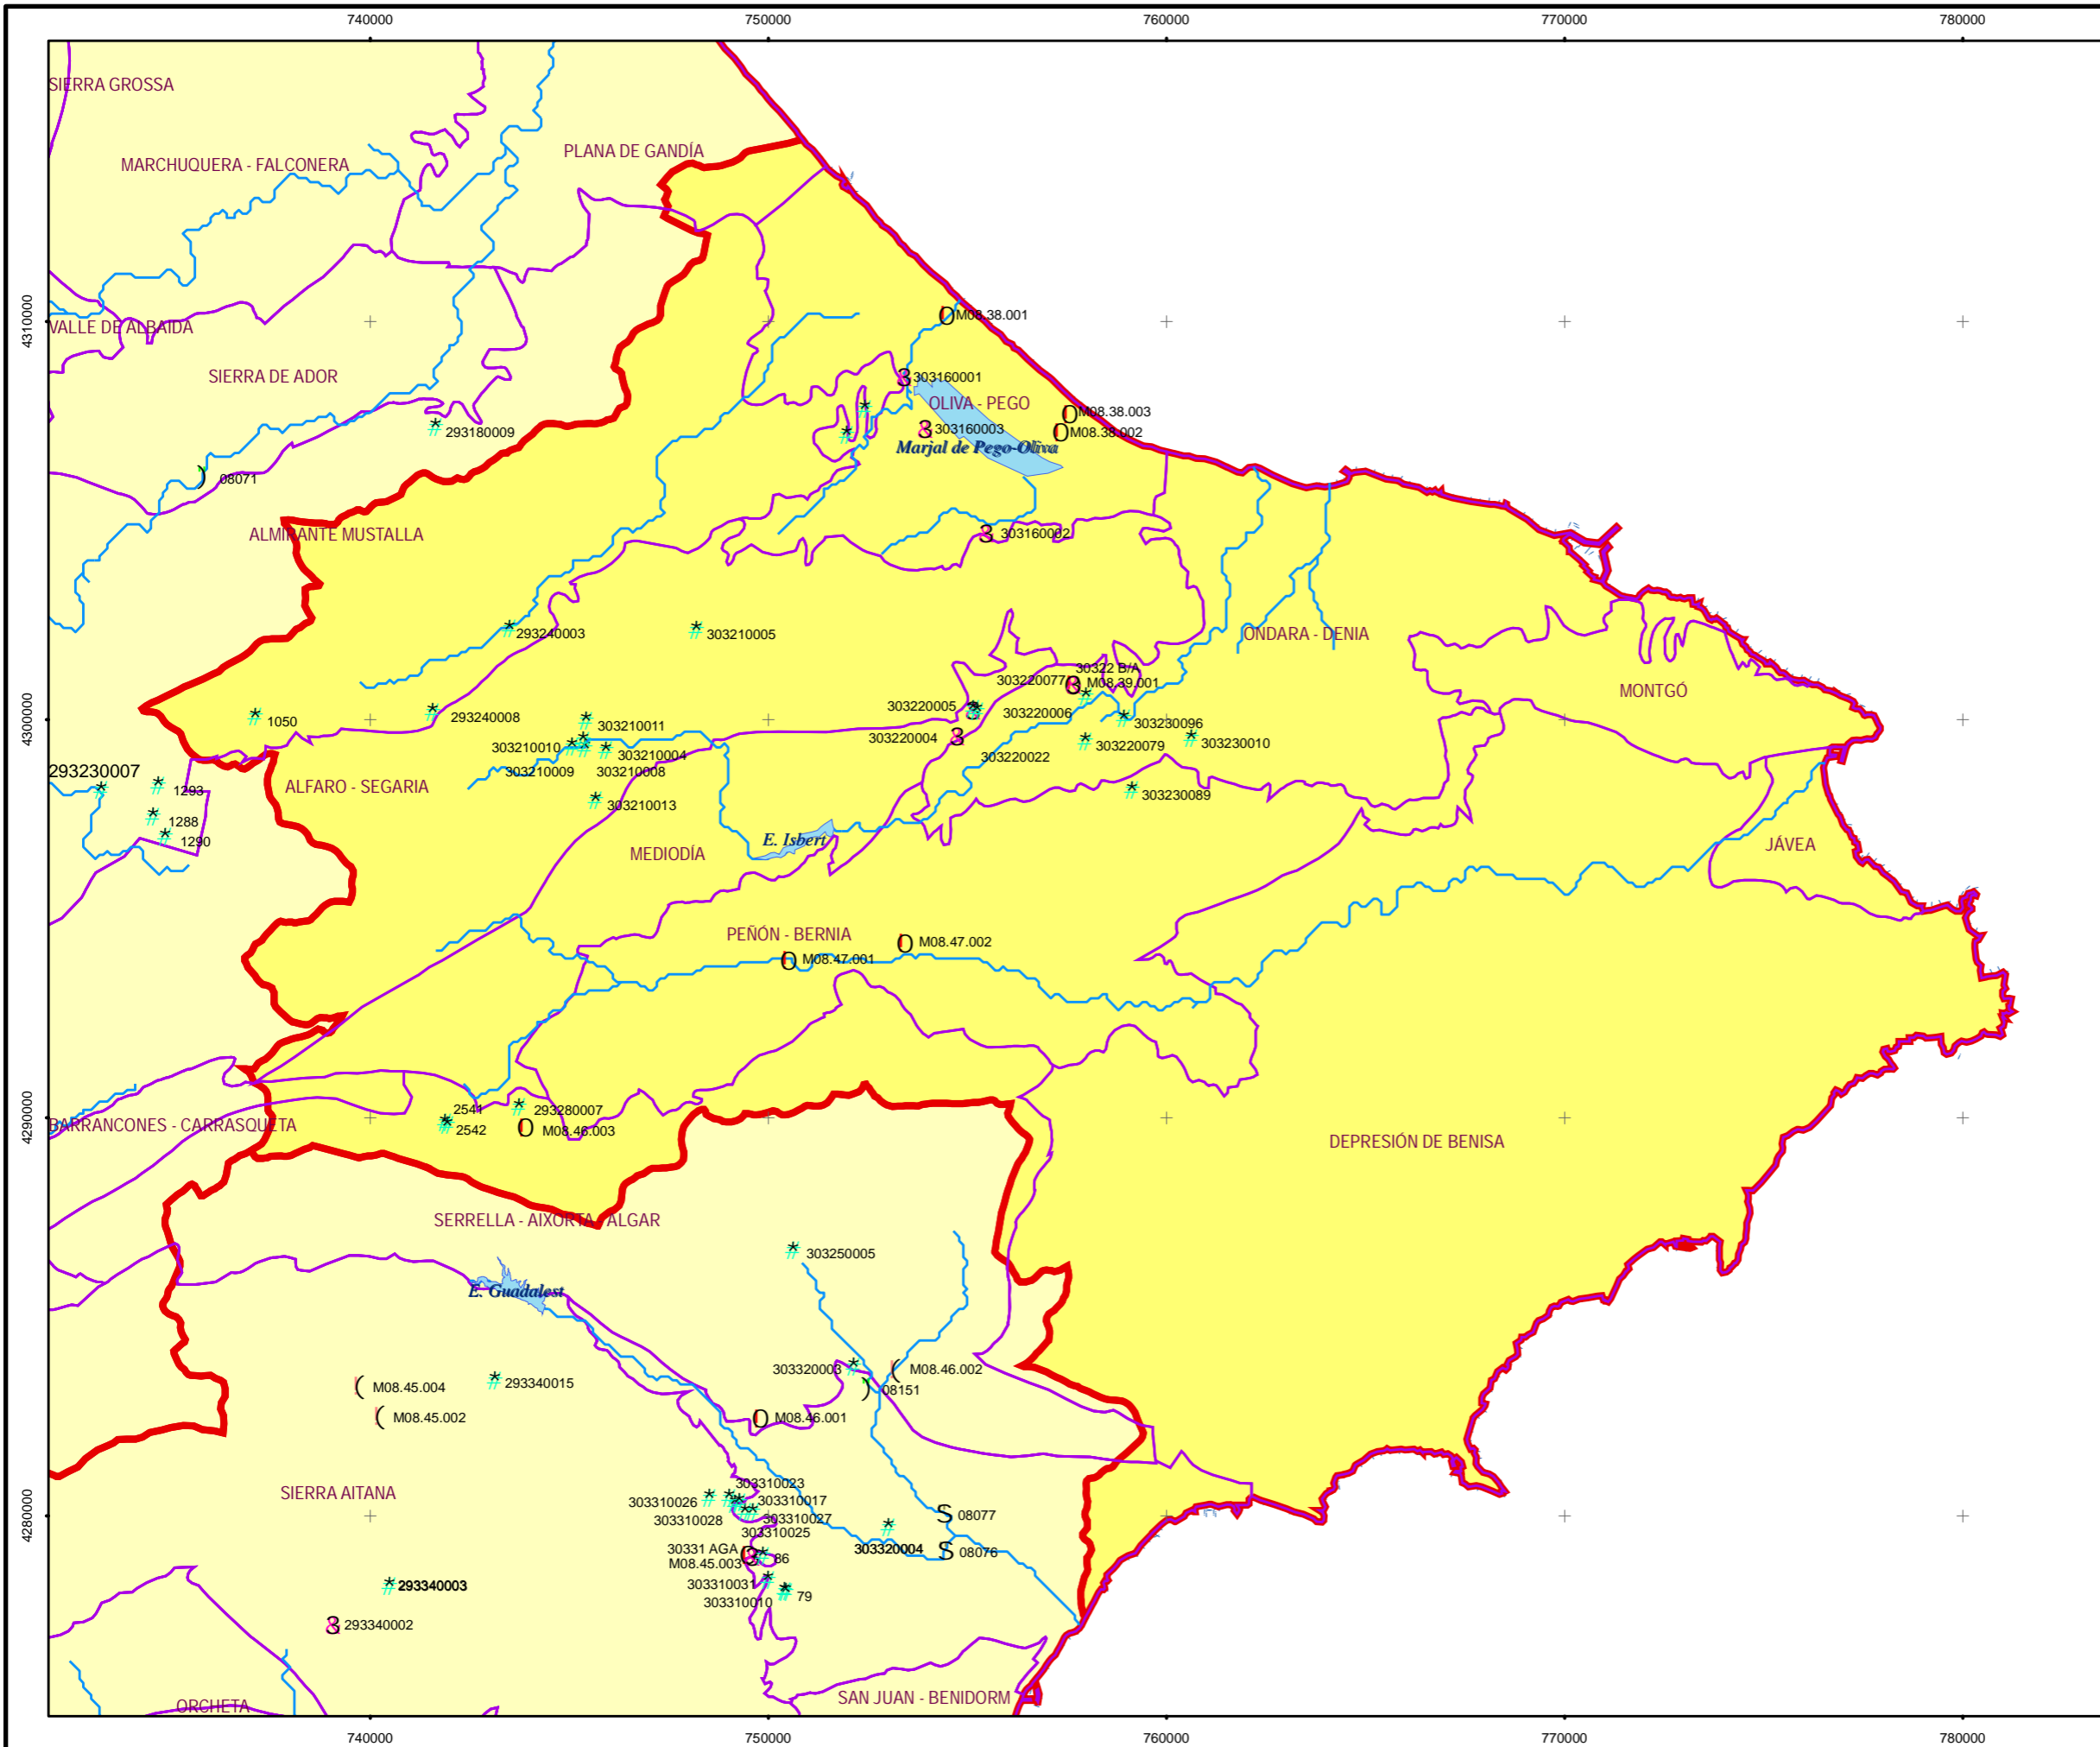 740000 750000 760000 770000 780000
SIERRA GROSSA
PLANA DE GANDÍA
MARCHUQUERA - FALCONERA
4310000
M08.38.001
VALLE DE ALBAIDA
SIERRA DE ADOR
303160001
OLIVA - PEGO
M08.38.003
293180009
303160003
M08.38.002
Marjal de Pego-Oliva
08071
ALMIRANTE MUSTALLA
303160002
293240003
303210005
ONDARA - DENIA
30322 B/A
303220077
M08.39.001
MONTGÓ
4300000
1050
293240008
303220005
303220006
303210011
303230096
303220004
303230010
303210010
303210004
303220079
303220022
293230007
303210009
303210008
ALFARO - SEGARIA
1293
303230089
303210013
1288
1290
E. Isbert
JÁVEA
MEDIODÍA
PEÑÓN - BERNIA
M08.47.002
M08.47.001
4290000
2541
293280007
BARRANCONES - CARRASQUETA
2542
M08.46.003
DEPRESIÓN DE BENISA
SERRELLA - AIXORTA - ALGAR
303250005
E. Guadalest
303320003
M08.46.002
M08.45.004
293340015
08151
M08.45.002
M08.46.001
303310023
SIERRA AITANA
303310026
303310017
4280000
303310028
303310027
08077
303310025
30331 AGA
303320004
08076
M08.45.003
86
303310031
293340003
303310010
79
293340002
ORCHETA
SAN JUAN - BENIDORM
740000 750000 760000 770000 780000